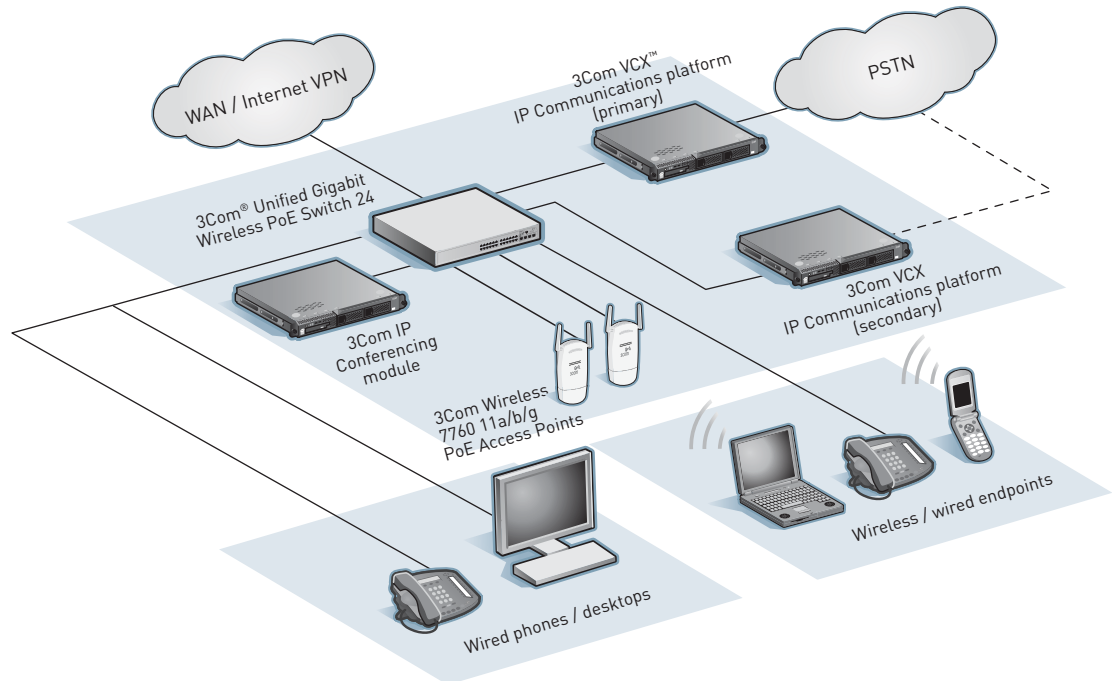 WAN / Internet VPN
3Com VCX™
IP Communications platform
(primary)
PSTN
3Com® Unified Gigabit
Wireless PoE Switch 24
3Com VCX
IP Communications platform
(secondary)
3Com IP
Conferencing
module
3Com Wireless
7760 11a/b/g
PoE Access Points
Wireless / wired endpoints
Wired phones / desktops